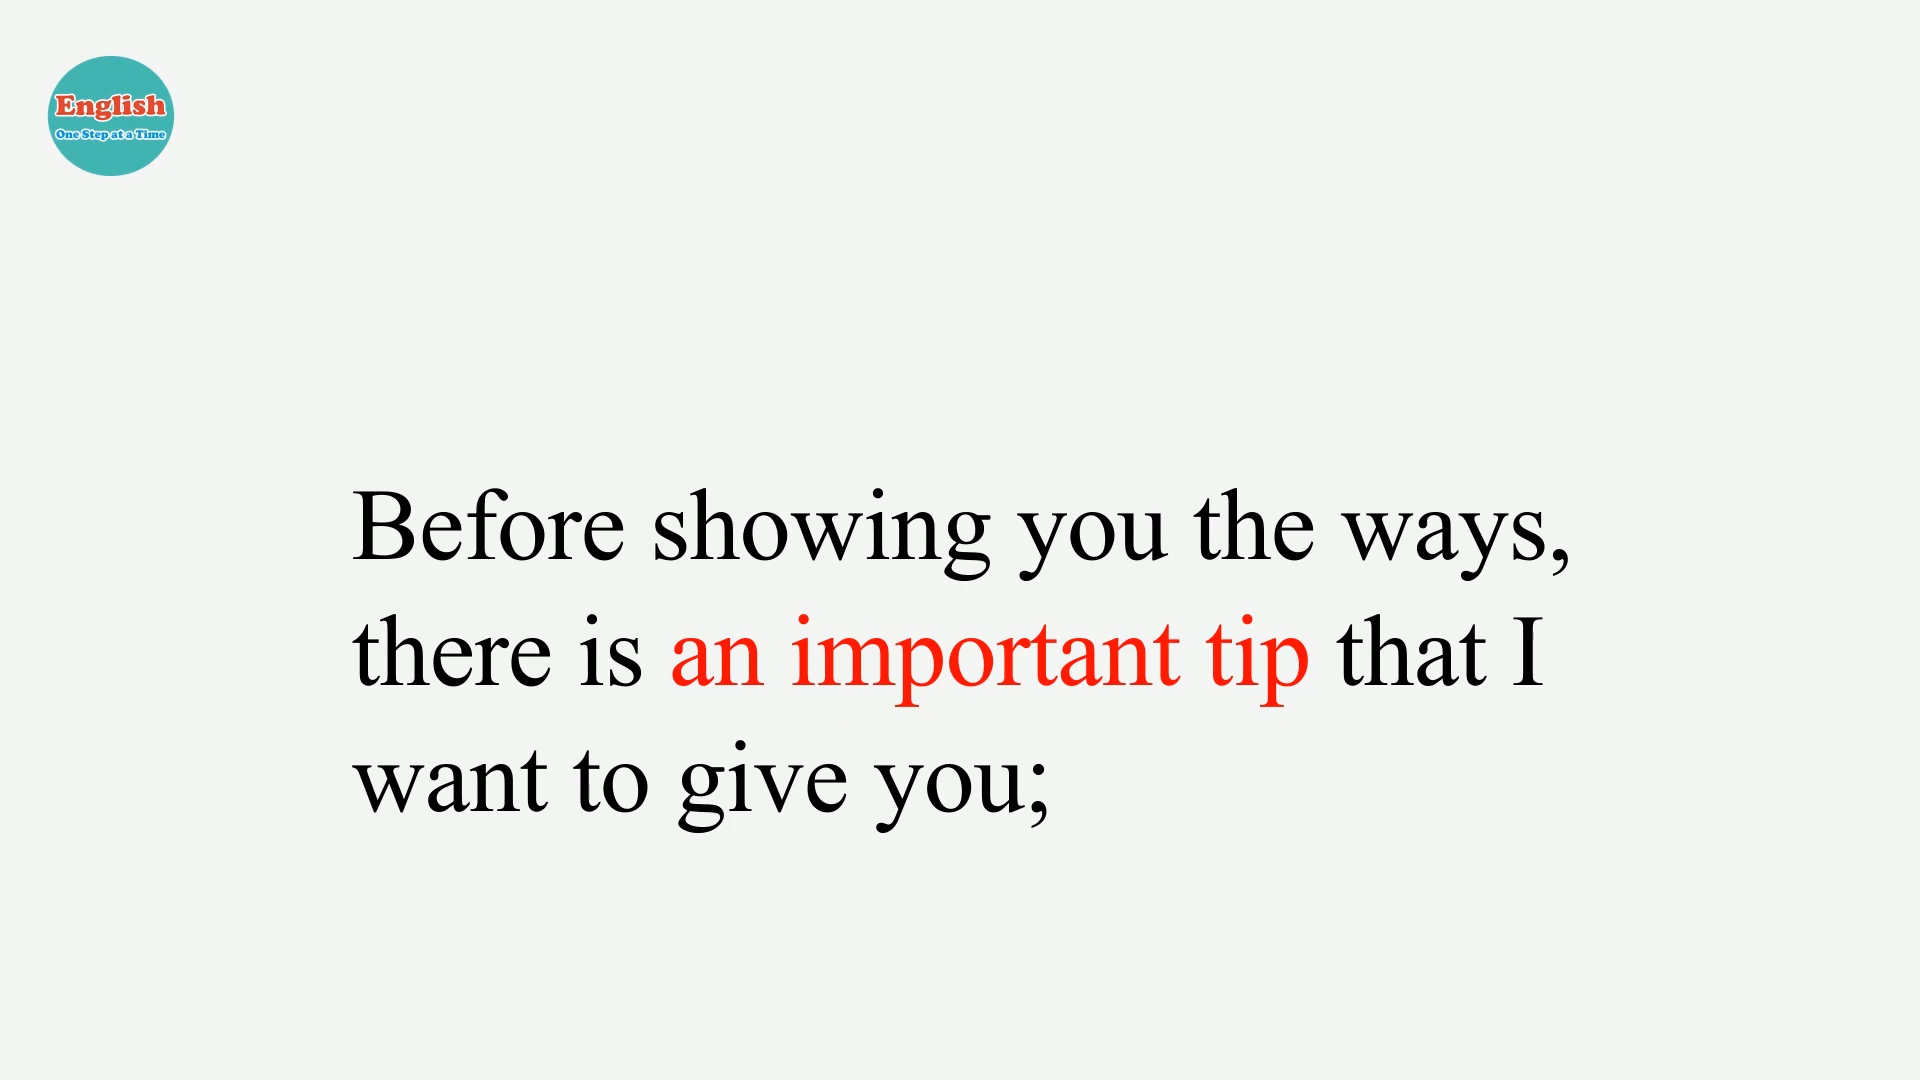 English
One Step at a Time
Before showing you the ways,
there is an important tip that I
want to give you;